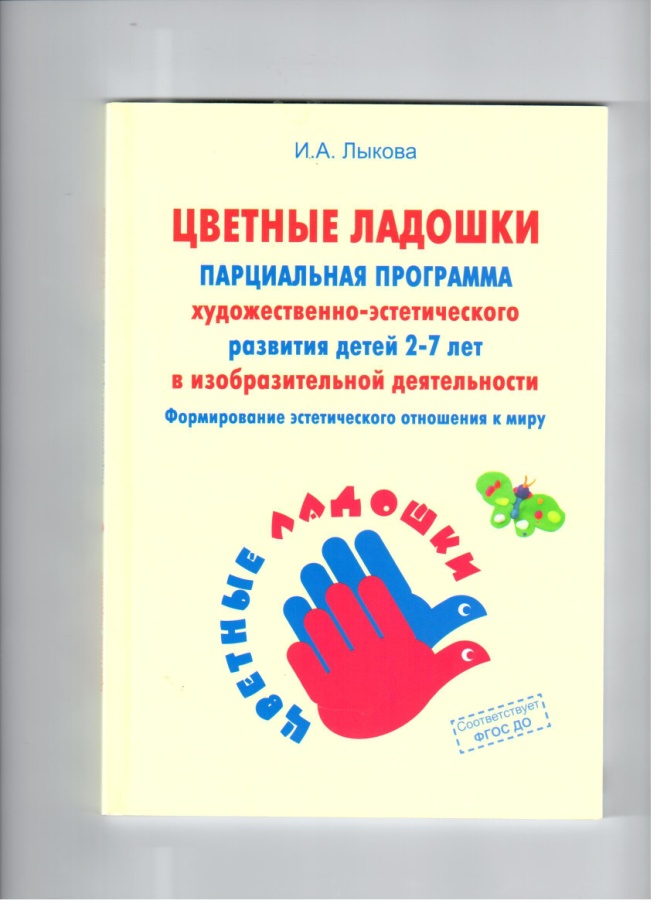 И.А. Лыкова
ЦВЕТНЫЕ ЛАДОШКИ
ПАРЦИАЛЬНАЯ ПРОГРАММА
художественно-эстетического
развития детей 2-7 лет
в изобразительной деятельности
Формирование эстетического отношения к миру
ЦВЕТНЫЕ ЛАДОШКИ
Соответствует
ФГОС ДО